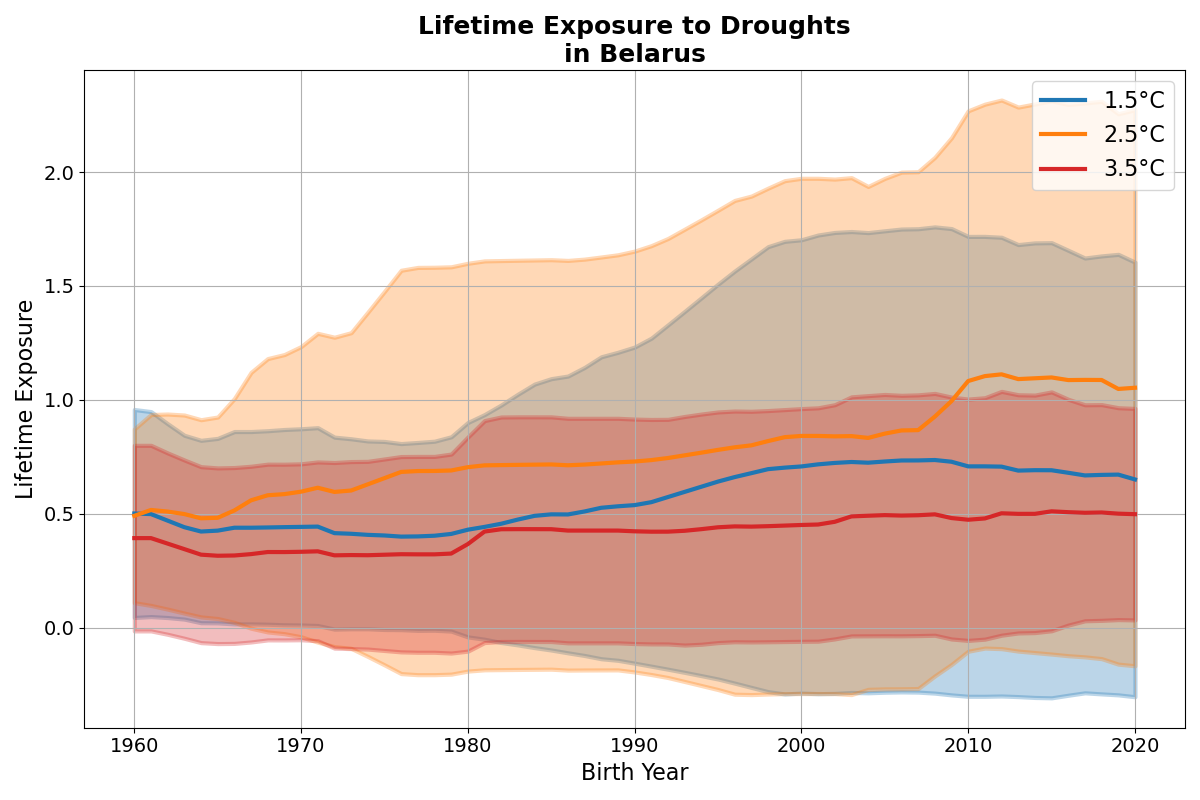 Lifetime Exposure to Droughts
in Belarus
1.5°C
2.5°C
3.5°C
Lifetime Exposure
2.0
1.5
1.0
0.5
0.0
1960 1970 1980 1990 2000 2010 2020
Birth Year